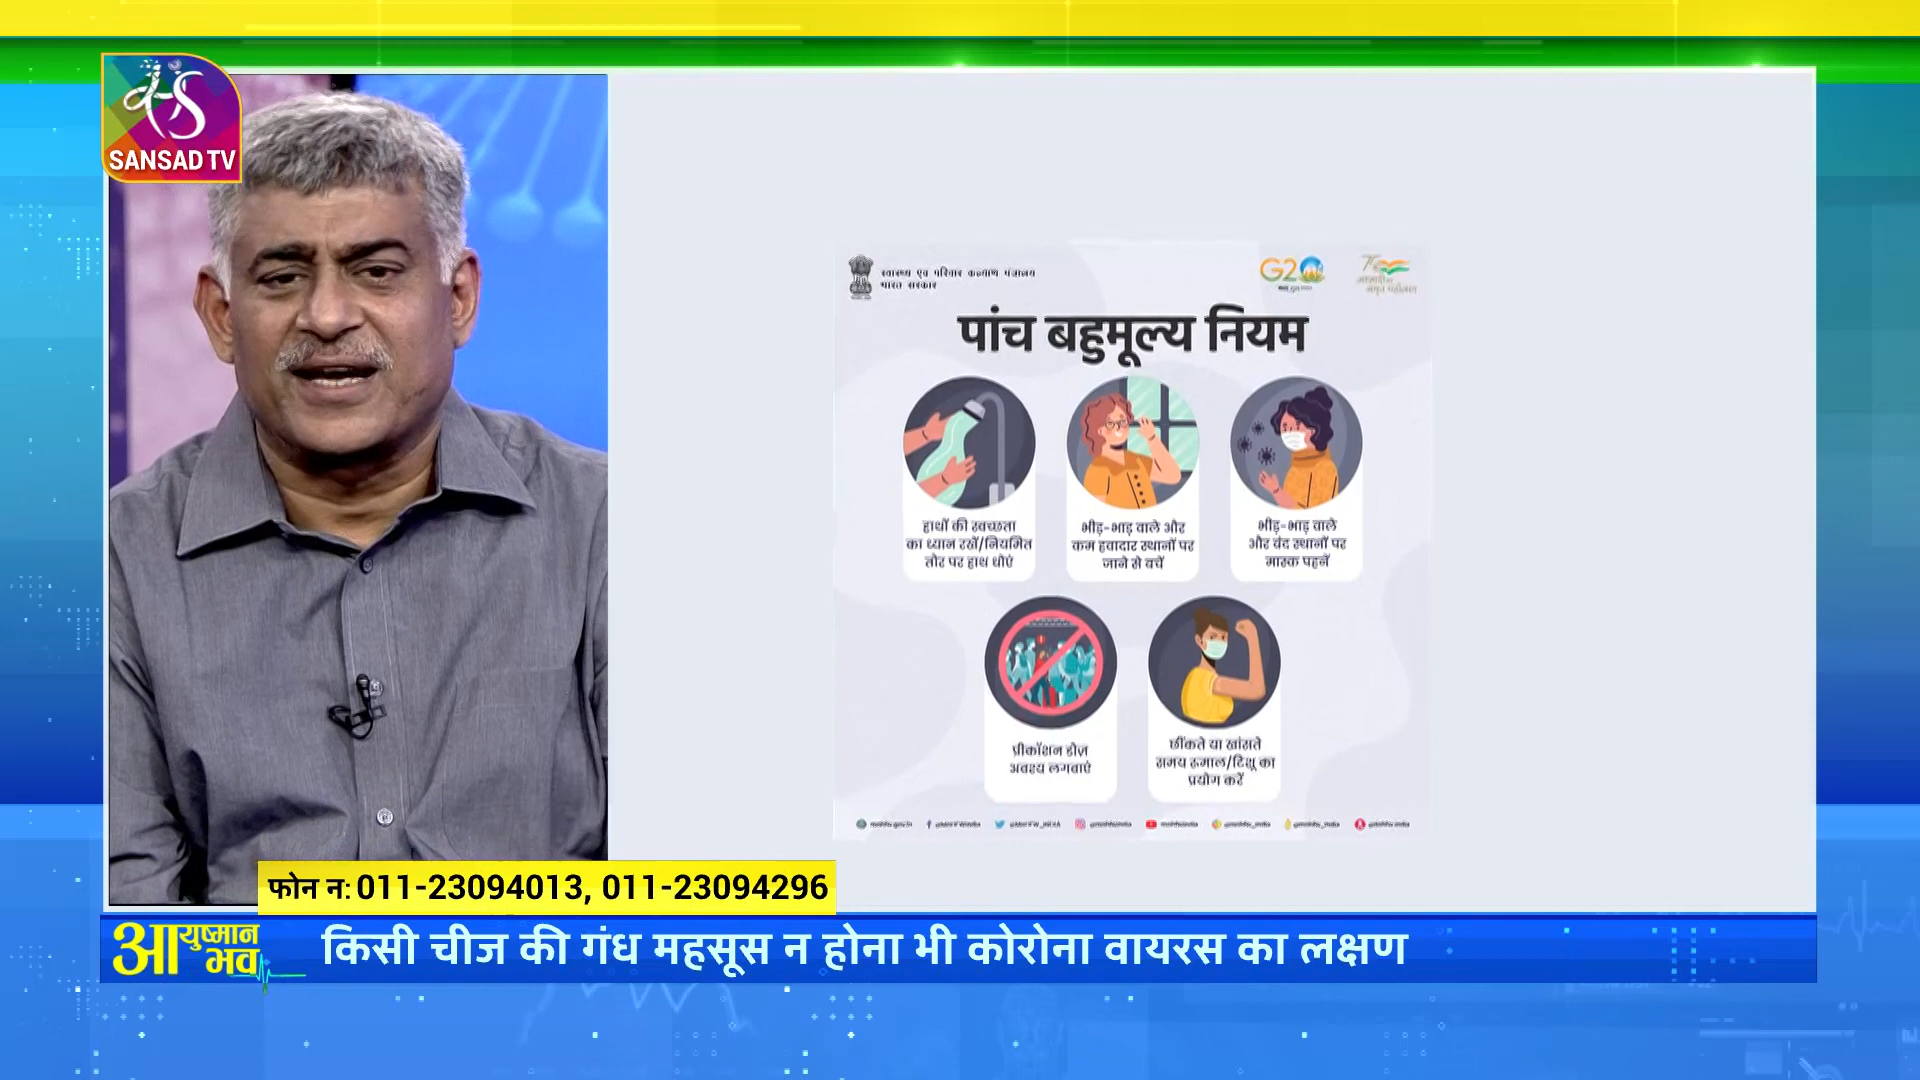 SANSAD TV
स्वास्थ्य एवं परिवार कल्याण मंत्रालय
भारत सरकार
G20
पांच बहुमूल्य नियम
हाथों की स्वच्छता
का ध्यान रखें/नियमित
तौर पर हाथ धोएं
भीड़-भाड़ वाले और
कम हवादार स्थानों पर
जाने से बचें
भीड़-भाड़ वाले
और बंद स्थानों पर
मास्क पहनें
प्रीकॉशन डोज़
अवश्य लगवाएं
छींकते या खांसते
समय रूमाल/टिशू का
प्रयोग करें
फोन न: 011-23094013, 011-23094296
आयुष्मान
भव
किसी चीज की गंध महसूस न होना भी कोरोना वायरस का लक्षण